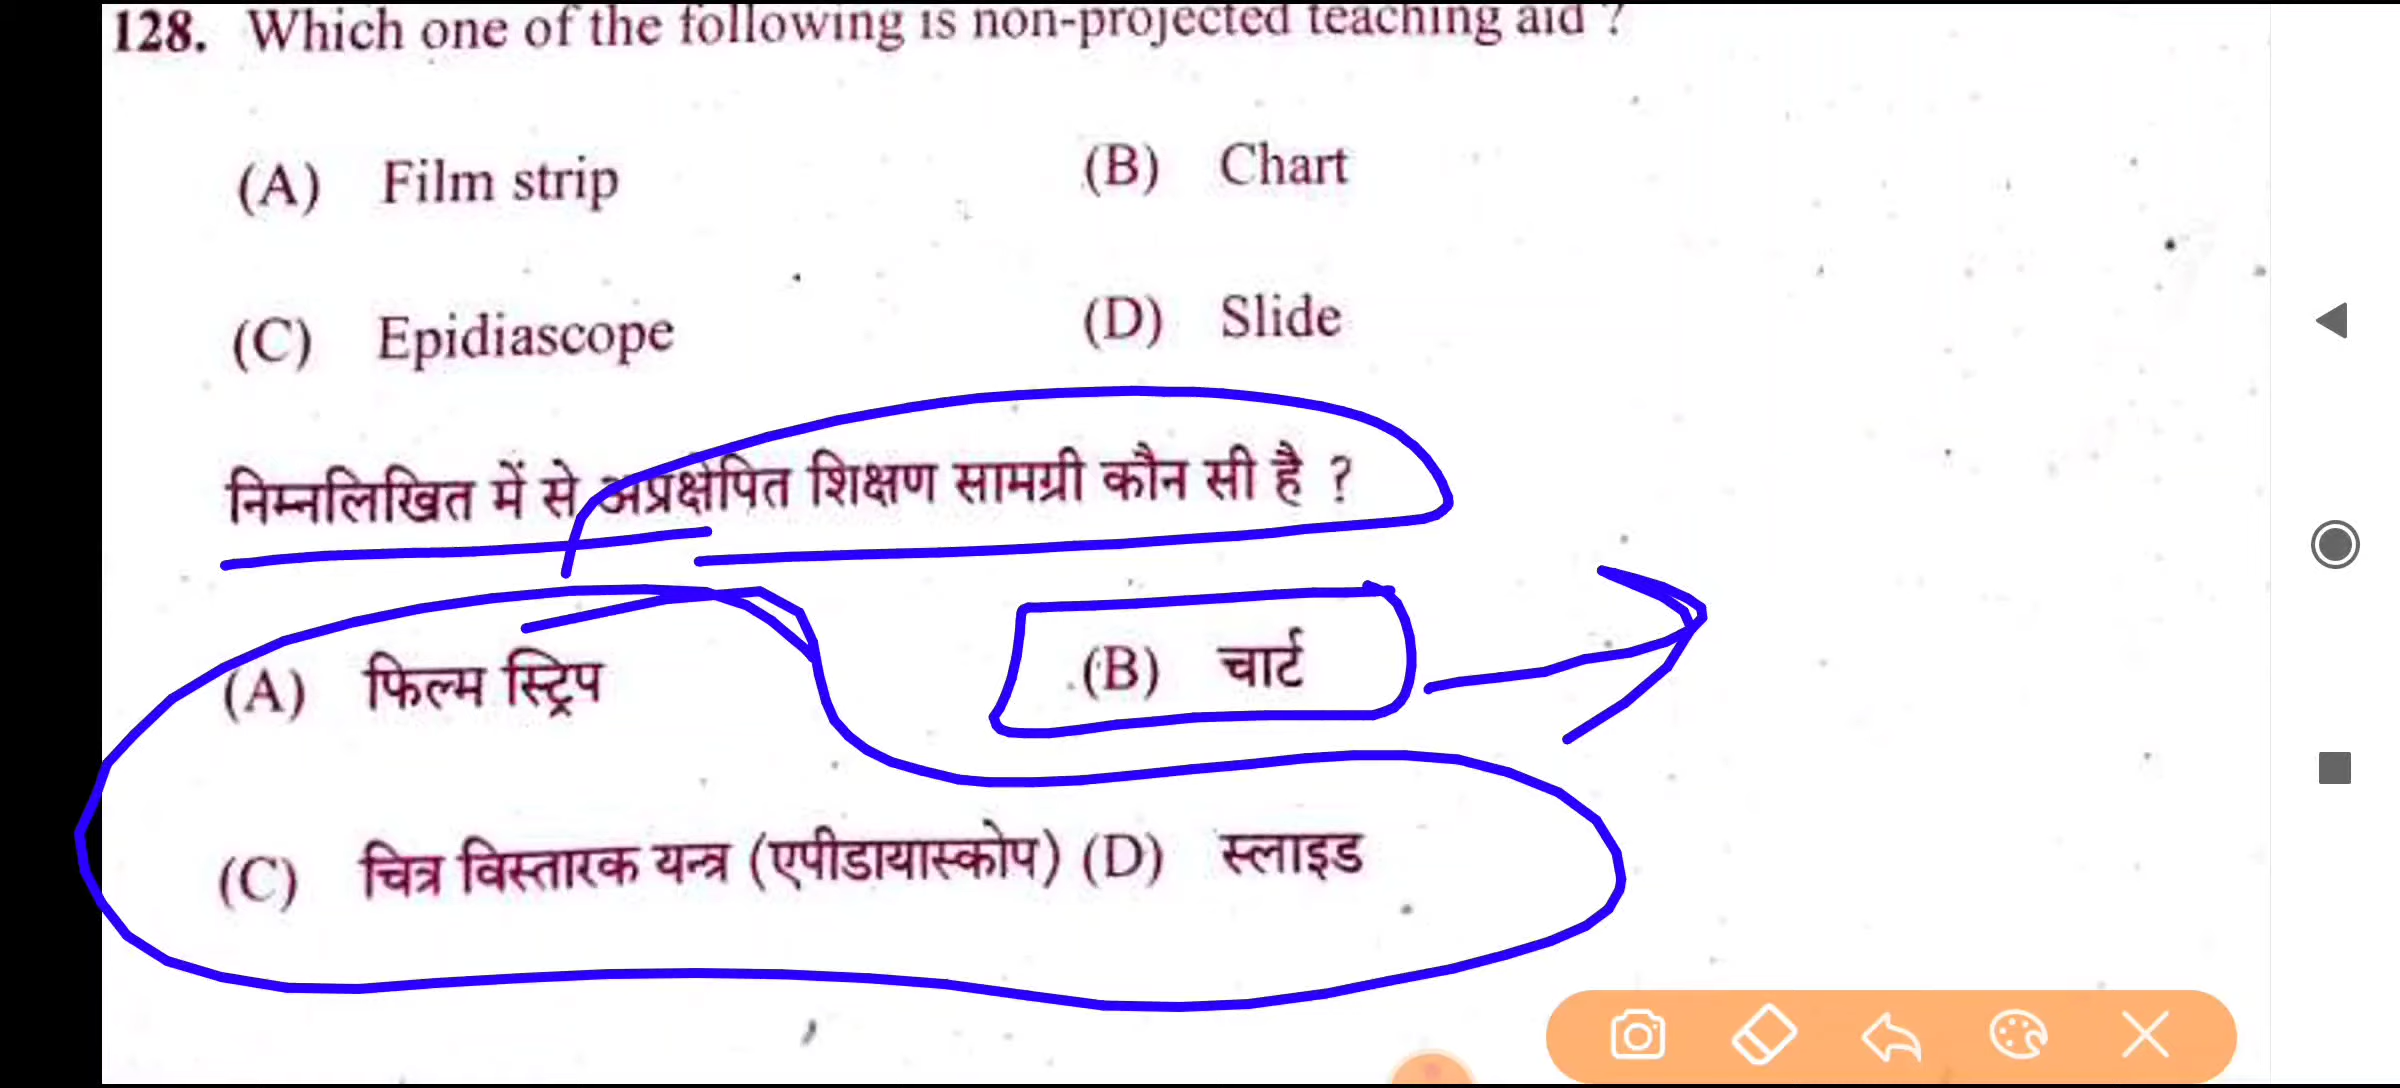 128. Which one of the following is non-projected teaching aid ?
(A) Film strip (B) Chart
(C) Epidiascope (D) Slide
निम्नलिखित में से अप्रक्षेपित शिक्षण सामग्री कौन सी है ?
(A) फिल्म स्ट्रिप (B) चार्ट
(C) चित्र विस्तारक यन्त्र (एपीडायास्कोप) (D) स्लाइड